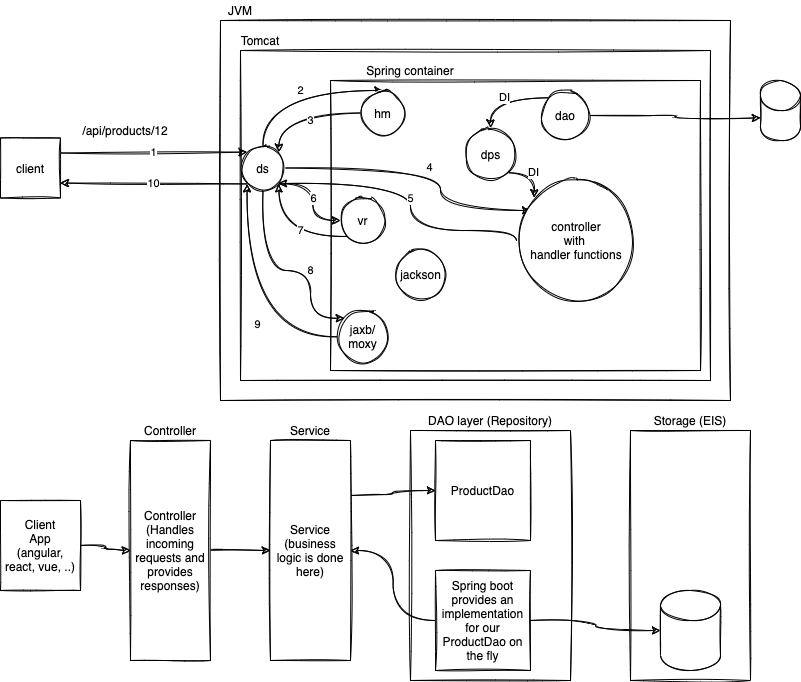 JVM
Tomcat
Spring container
/api/products/12
client
1
10
ds
2
3
hm
DI
dao
dps
DI
4
5
6
7
vr
controller
with
handler functions
jackson
8
9
jaxb/
moxy
Controller
Service
DAO layer (Repository)
Storage (EIS)
Client
App
(angular,
react, vue, ..)
Controller
(Handles
incoming
requests and
provides
responses)
Service
(business
logic is done
here)
ProductDao
Spring boot
provides an
implementation
for our
ProductDao on
the fly